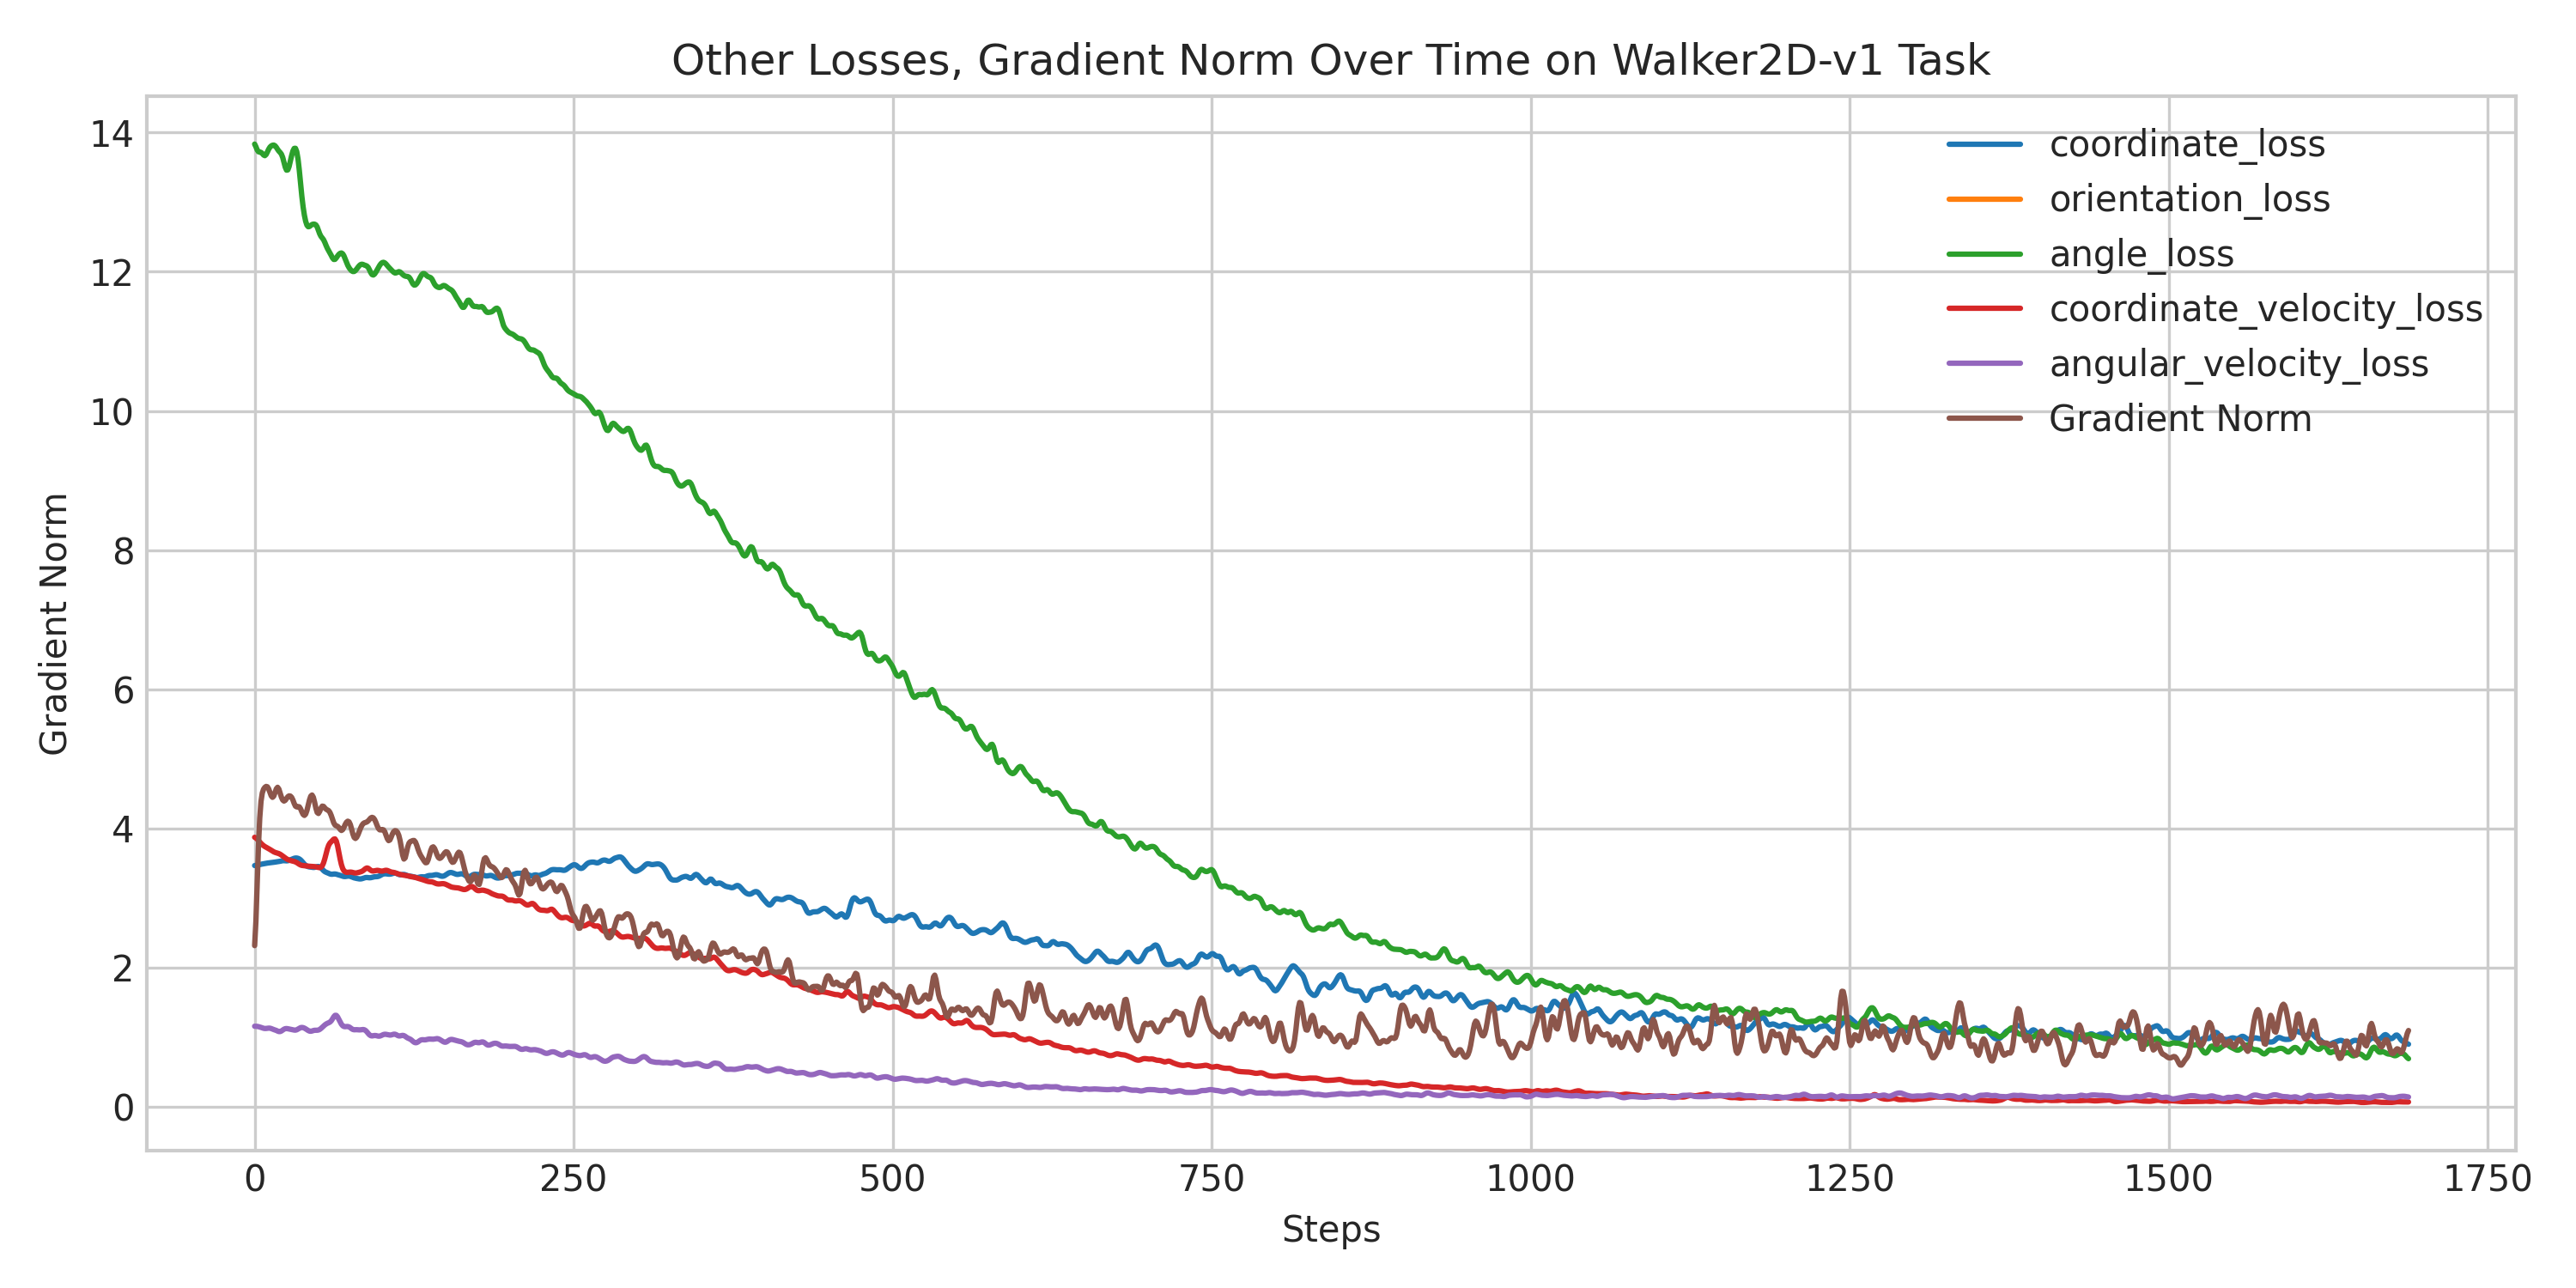 Other Losses, Gradient Norm Over Time on Walker2D-v1 Task
14
12
10
8
6
4
2
0
Gradient Norm
coordinate_loss
orientation_loss
angle_loss
coordinate_velocity_loss
angular_velocity_loss
Gradient Norm
0 250 500 750 1000 1250 1500 1750
Steps